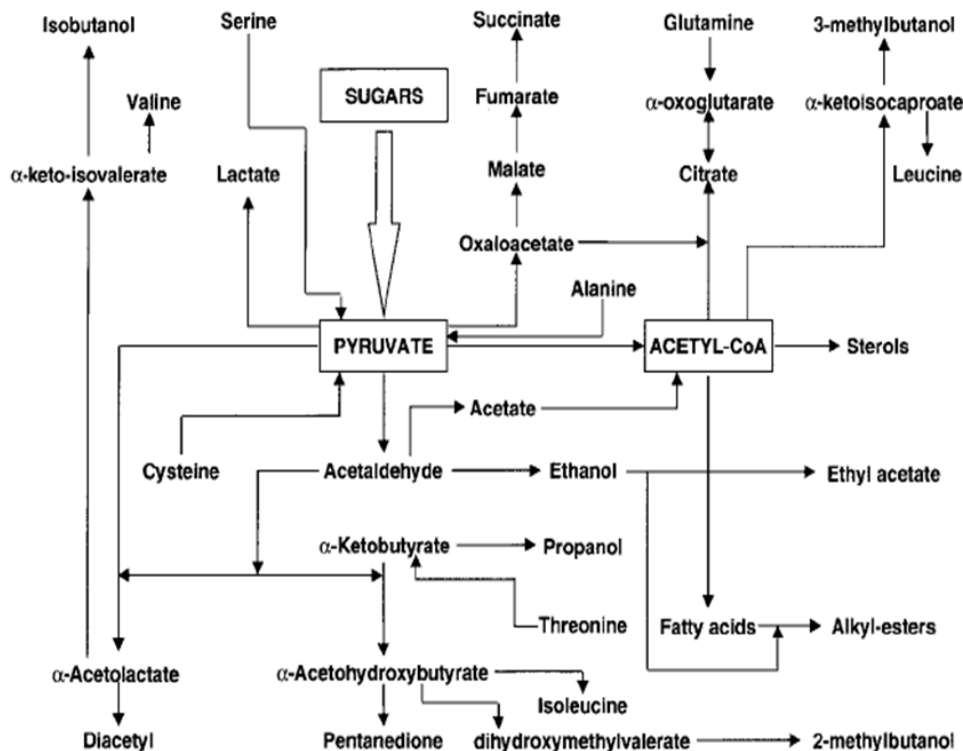 Isobutanol
Serine
Succinate
Glutamine
3-methylbutanol
SUGARS
Valine
Fumarate
α-oxoglutarate
α-ketoisocaproate
α-keto-isovalerate
Lactate
Malate
Citrate
Leucine
Oxaloacetate
Alanine
PYRUVATE
ACETYL-CoA
Sterols
Acetate
Cysteine
Acetaldehyde
Ethanol
Ethyl acetate
α-Ketobutyrate
Propanol
Threonine
Fatty acids
Alkyl-esters
α-Acetolactate
α-Acetohydroxybutyrate
Isoleucine
Diacetyl
Pentanedione
dihydroxymethylvalerate
2-methylbutanol